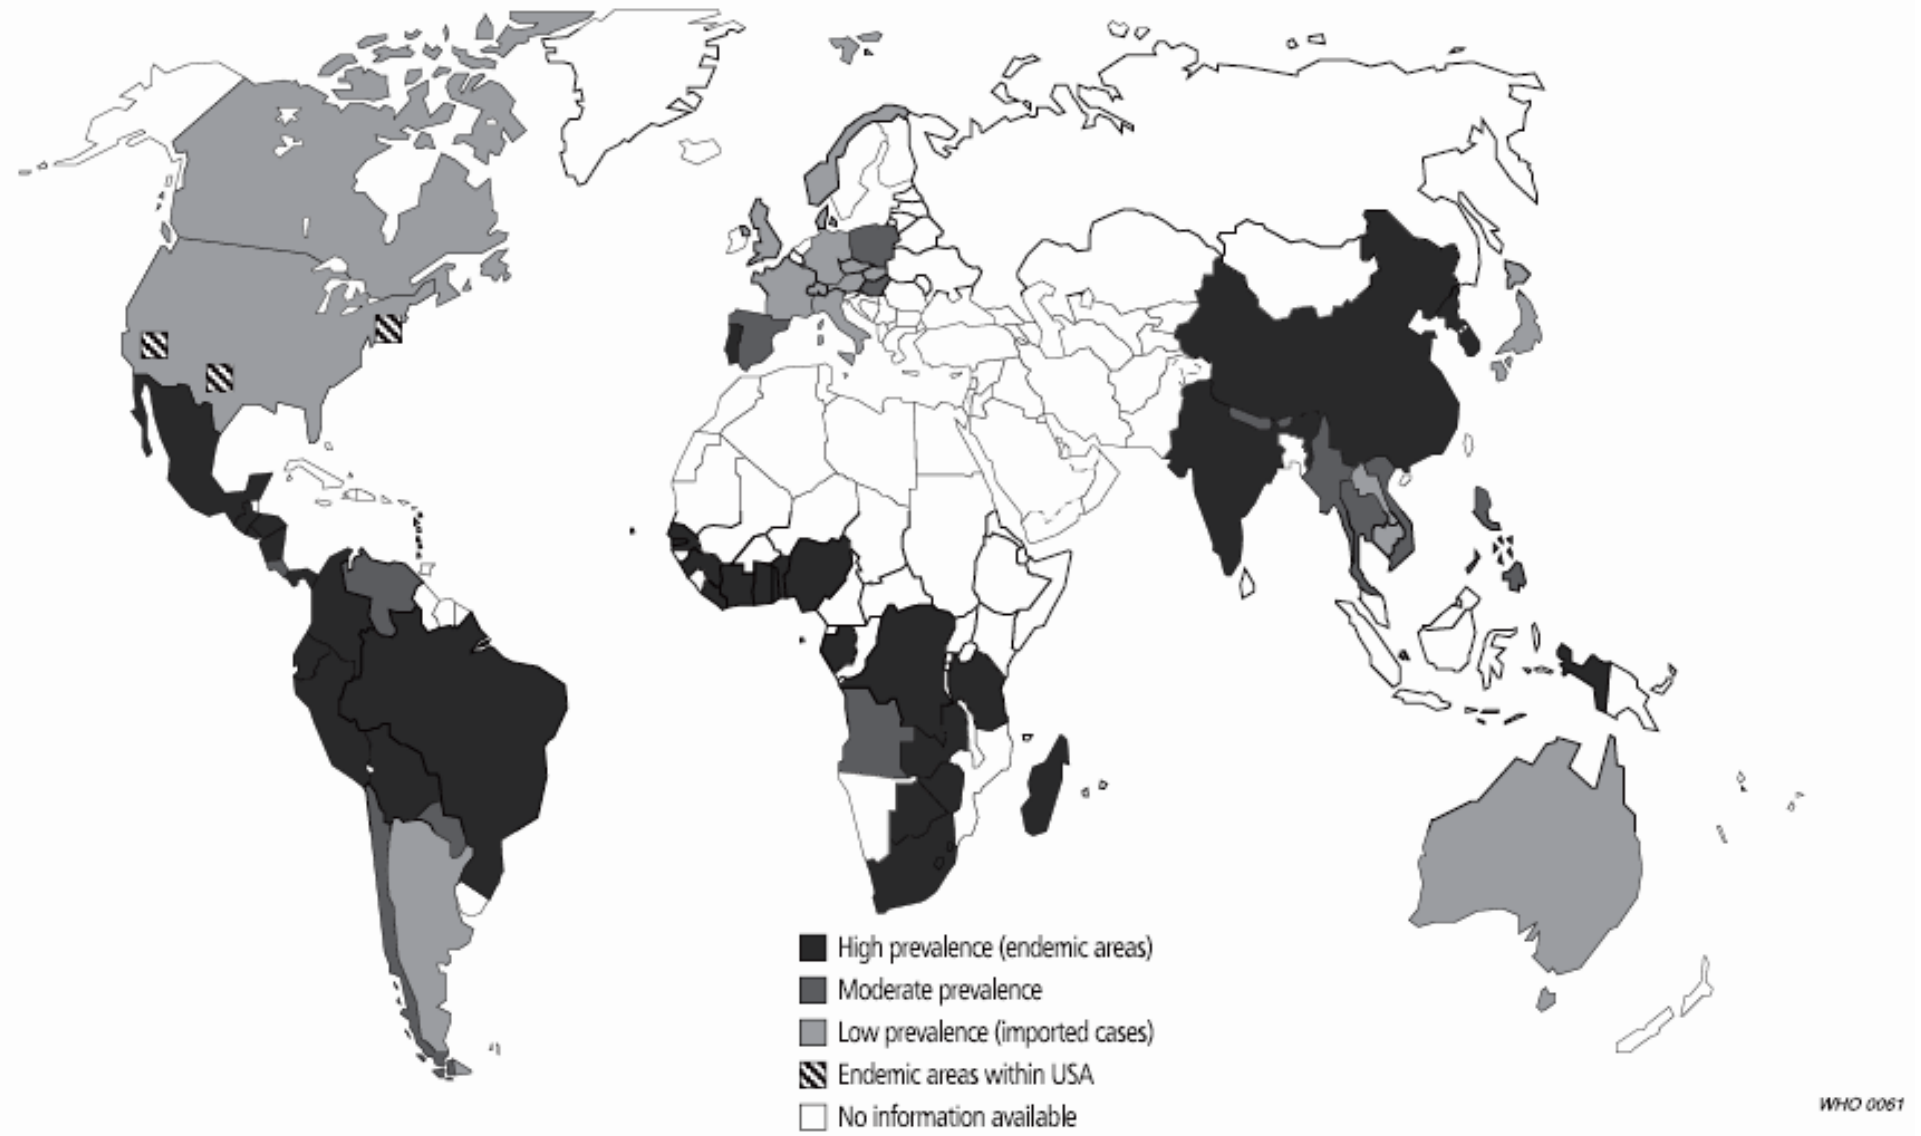 High prevalence (endemic areas)
Moderate prevalence
Low prevalence (imported cases)
Endemic areas within USA
No information available
WHO 0061